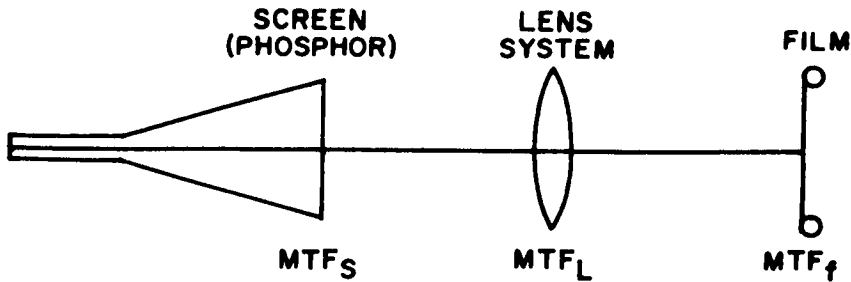 SCREEN
(PHOSPHOR)
LENS
SYSTEM
FILM
MTFS
MTFL
MTFf